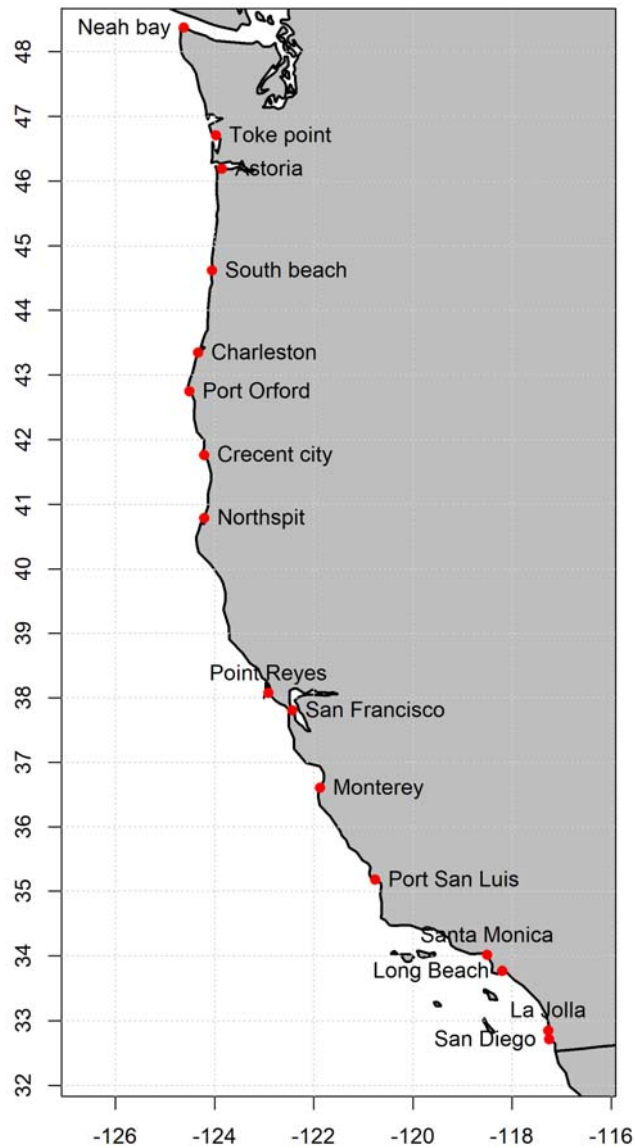 Neah bay
48
47
Toke point
Astoria
46
45
South beach
44
Charleston
43
Port Orford
42
Crecent city
41
Northspit
40
39
Point Reyes
38
San Francisco
37
Monterey
36
Port San Luis
35
Santa Monica
34
Long Beach
La Jolla
33
San Diego
32
-126 -124 -122 -120 -118 -116